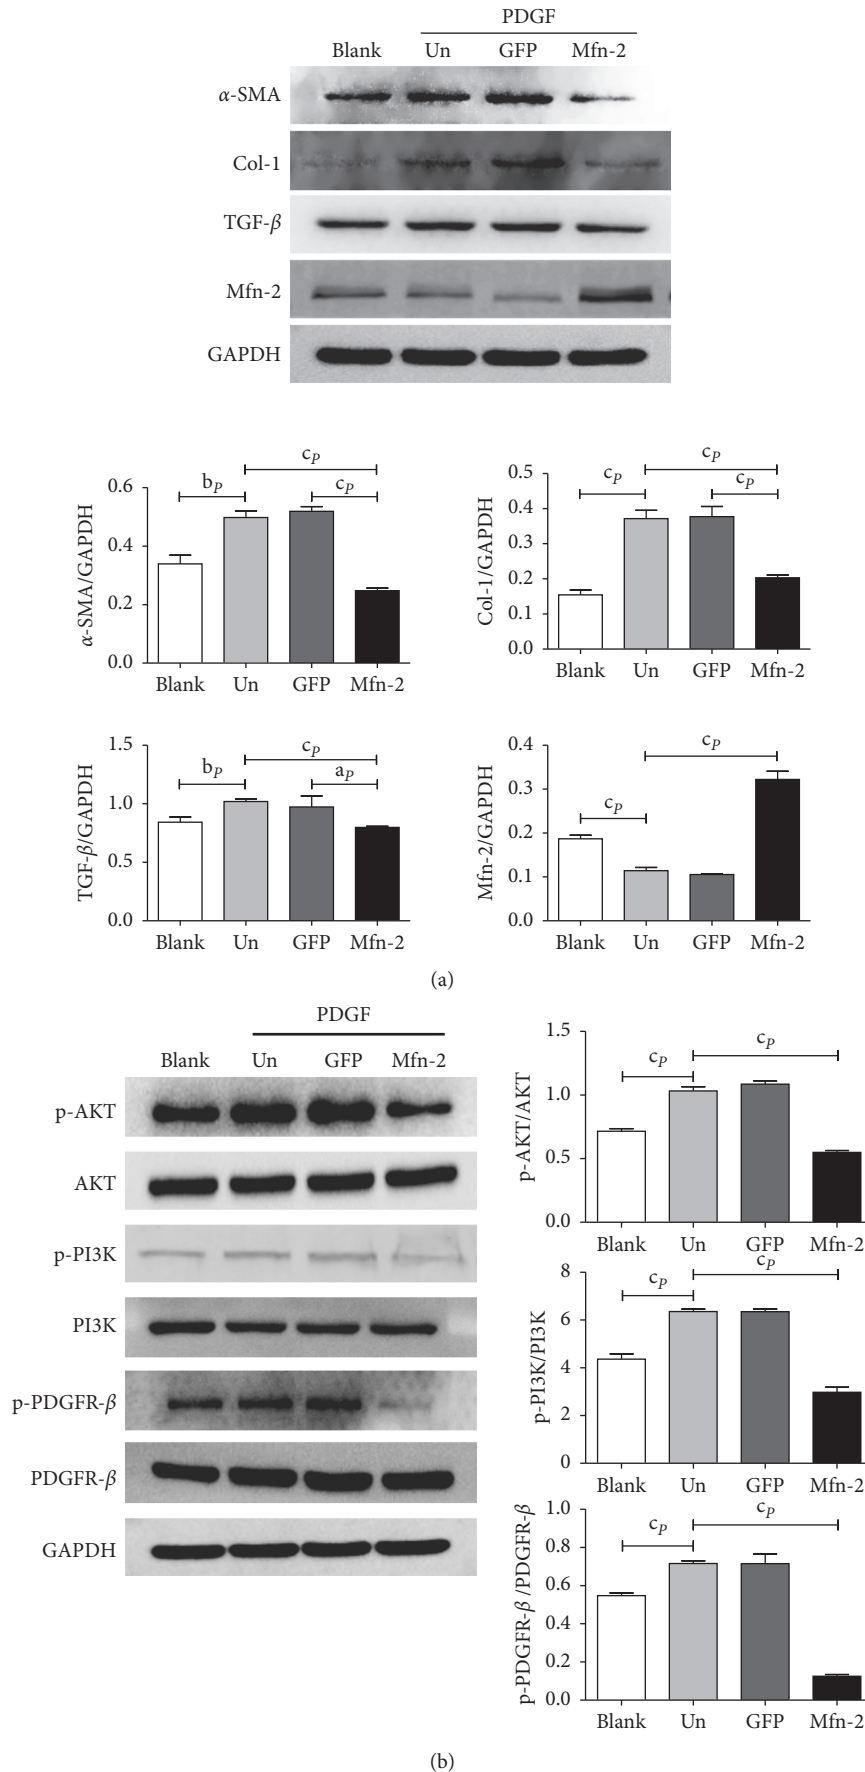 PDGF
Blank Un GFP Mfn-2
α-SMA
Col-1
TGF-β
Mfn-2
GAPDH
α-SMA/GAPDH
0.6
0.4
0.2
0.0
bP
cP
cP
Blank Un GFP Mfn-2
Col-1/GAPDH
0.5
0.4
0.3
0.2
0.1
0.0
cP
cP
cP
Blank Un GFP Mfn-2
TGF-β/GAPDH
1.5
1.0
0.5
0.0
bP
cP
aP
Blank Un GFP Mfn-2
Mfn-2/GAPDH
0.4
0.3
0.2
0.1
0.0
cP
cP
Blank Un GFP Mfn-2
(a)
PDGF
Blank Un GFP Mfn-2
p-AKT
AKT
p-PI3K
PI3K
p-PDGFR-β
PDGFR-β
GAPDH
p-AKT/AKT
1.5
1.0
0.5
0.0
cP
cP
Blank Un GFP Mfn-2
p-PI3K/PI3K
8
6
4
2
0
cP
cP
Blank Un GFP Mfn-2
p-PDGFR-β/PDGFR-β
1.0
0.8
0.6
0.4
0.2
0.0
cP
cP
Blank Un GFP Mfn-2
(b)